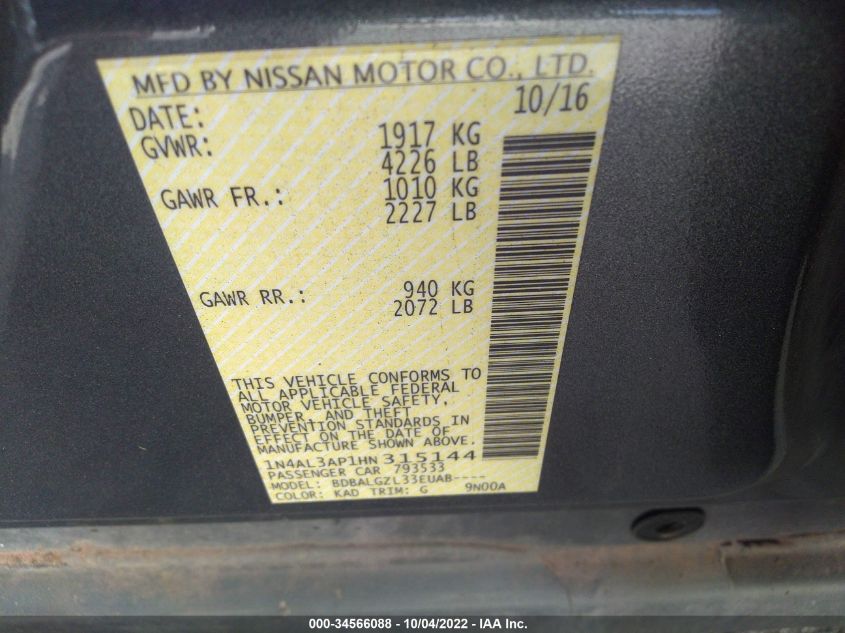 MFD BY NISSAN MOTOR CO., LTD.
DATE: 10/16
GVWR: 1917 KG
4226 LB
GAWR FR.: 1010 KG
2227 LB
GAWR RR.: 940 KG
2072 LB
THIS VEHICLE CONFORMS TO
ALL APPLICABLE FEDERAL
MOTOR VEHICLE SAFETY,
BUMPER, AND THEFT
PREVENTION STANDARDS IN
EFFECT ON THE DATE OF
MANUFACTURE SHOWN ABOVE.
1N4AL3AP1HN315144
PASSENGER CAR 793533
MODEL: BDBALGZL33EUAB----
COLOR: KAD TRIM: G 9N00A
000-34566088 - 10/04/2022 - IAA Inc.